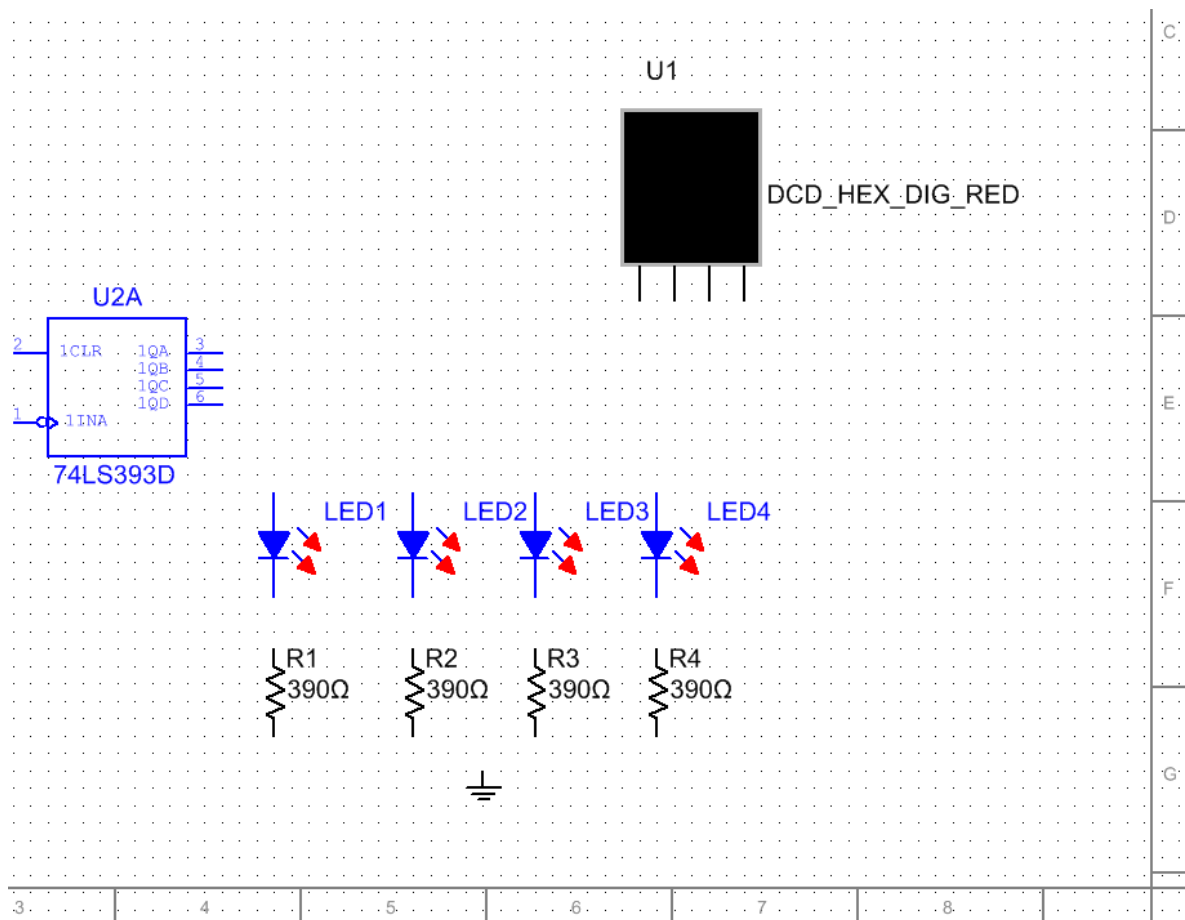 C
U1
DCD_HEX_DIG_RED
D
U2A
2 1CLR 1QA 3
1QB 4
1QC 5
1QD 6
E
1 1INA
74LS393D
LED1 LED2 LED3 LED4
F
R1 R2 R3 R4
390Ω 390Ω 390Ω 390Ω
G
3 4 5 6 7 8